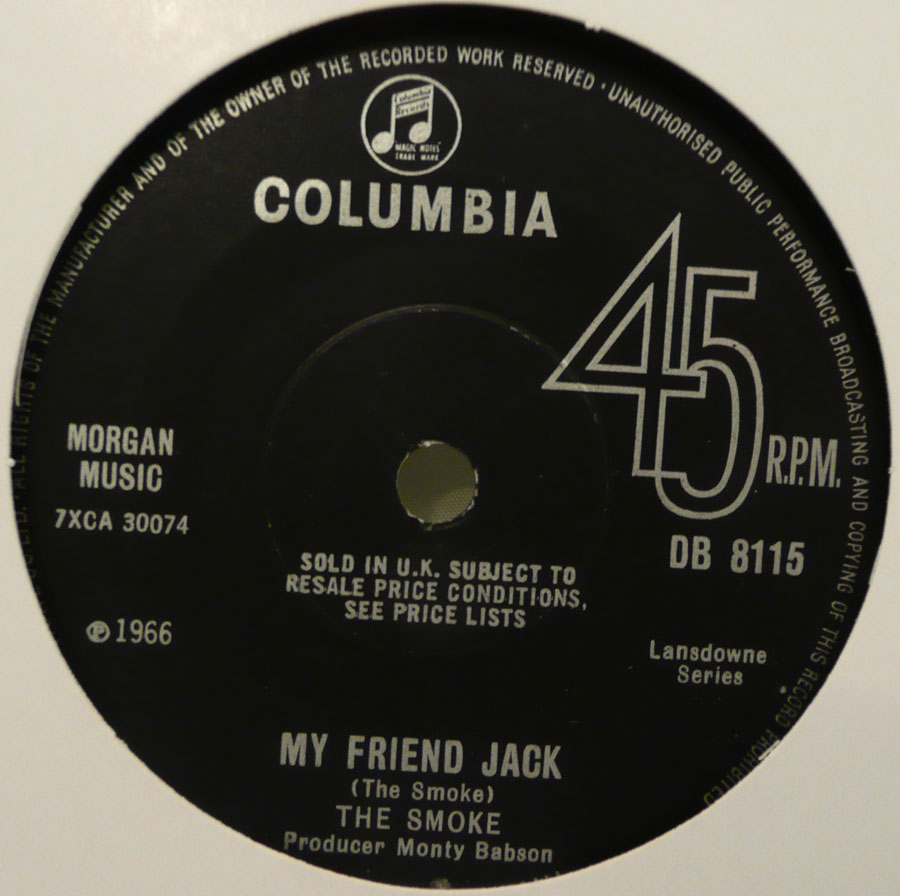 ALL RIGHTS OF THE MANUFACTURER AND OF THE OWNER OF THE RECORDED WORK RESERVED · UNAUTHORISED PUBLIC PERFORMANCE BROADCASTING AND COPYING OF THIS RECORD PROHIBITED
Columbia
Records
MAGIC NOTES
TRADE MARK
COLUMBIA
45
R.P.M.
MORGAN
MUSIC
7XCA 30074
DB 8115
SOLD IN U.K. SUBJECT TO
RESALE PRICE CONDITIONS,
SEE PRICE LISTS
℗ 1966
Lansdowne
Series
MY FRIEND JACK
(The Smoke)
THE SMOKE
Producer Monty Babson